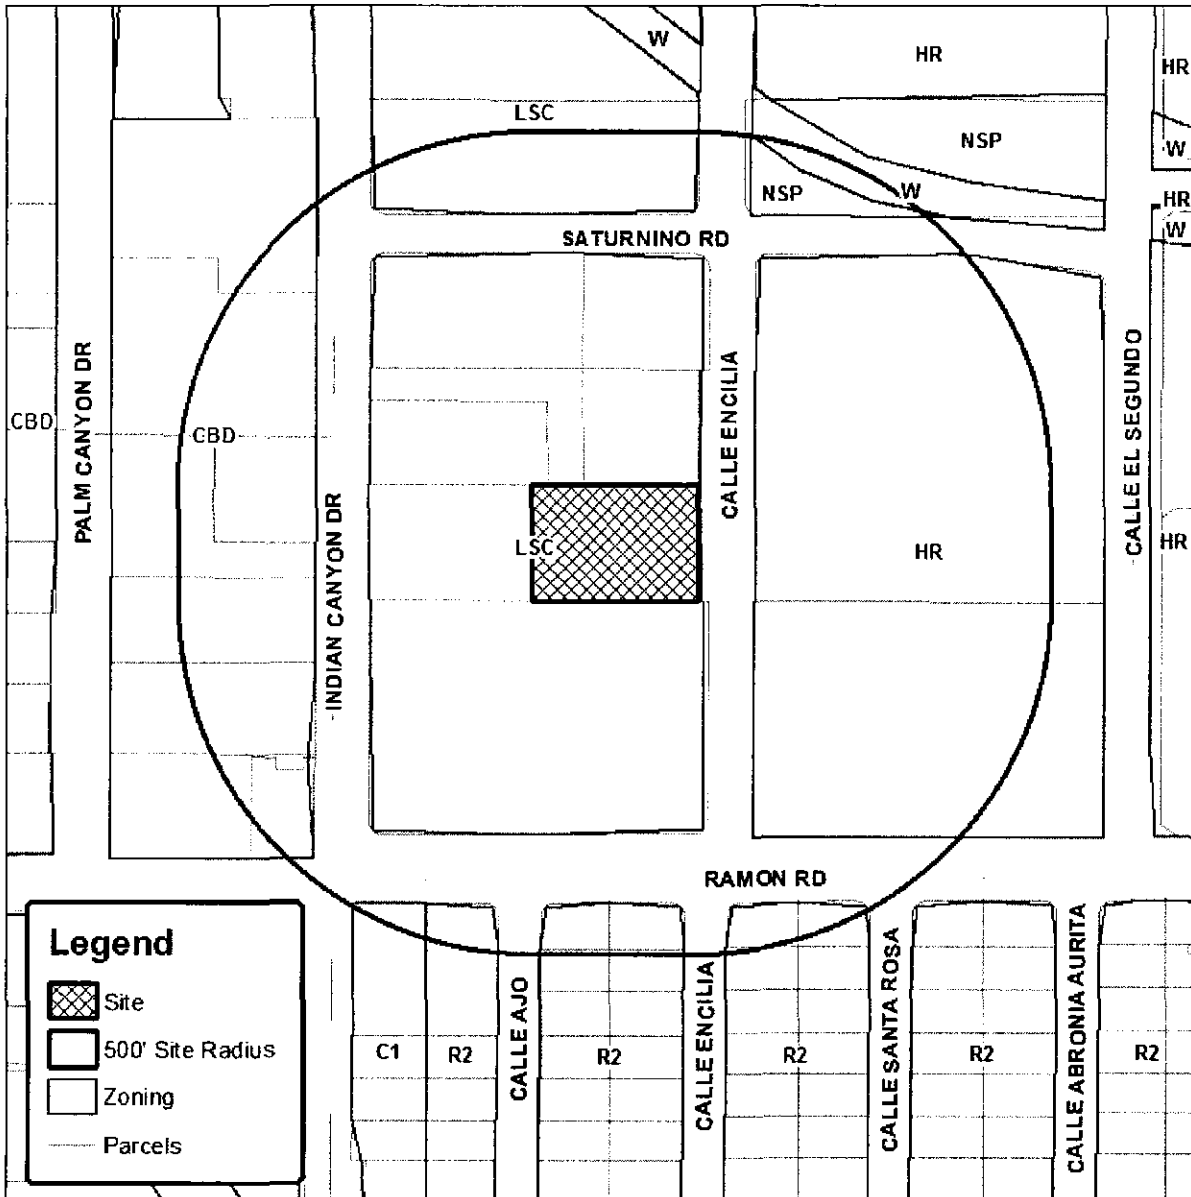 W
HR
HR
LSC
NSP
W
NSP
W
HR
W
SATURNINO RD
PALM CANYON DR
CBD
CBD
INDIAN CANYON DR
CALLE ENCILIA
CALLE EL SEGUNDO
LSC
HR
HR
RAMON RD
Legend
Site
500' Site Radius
Zoning
Parcels
C1
R2
CALLE AJO
R2
CALLE ENCILIA
R2
CALLE SANTA ROSA
R2
CALLE ABRONIA AURITA
R2